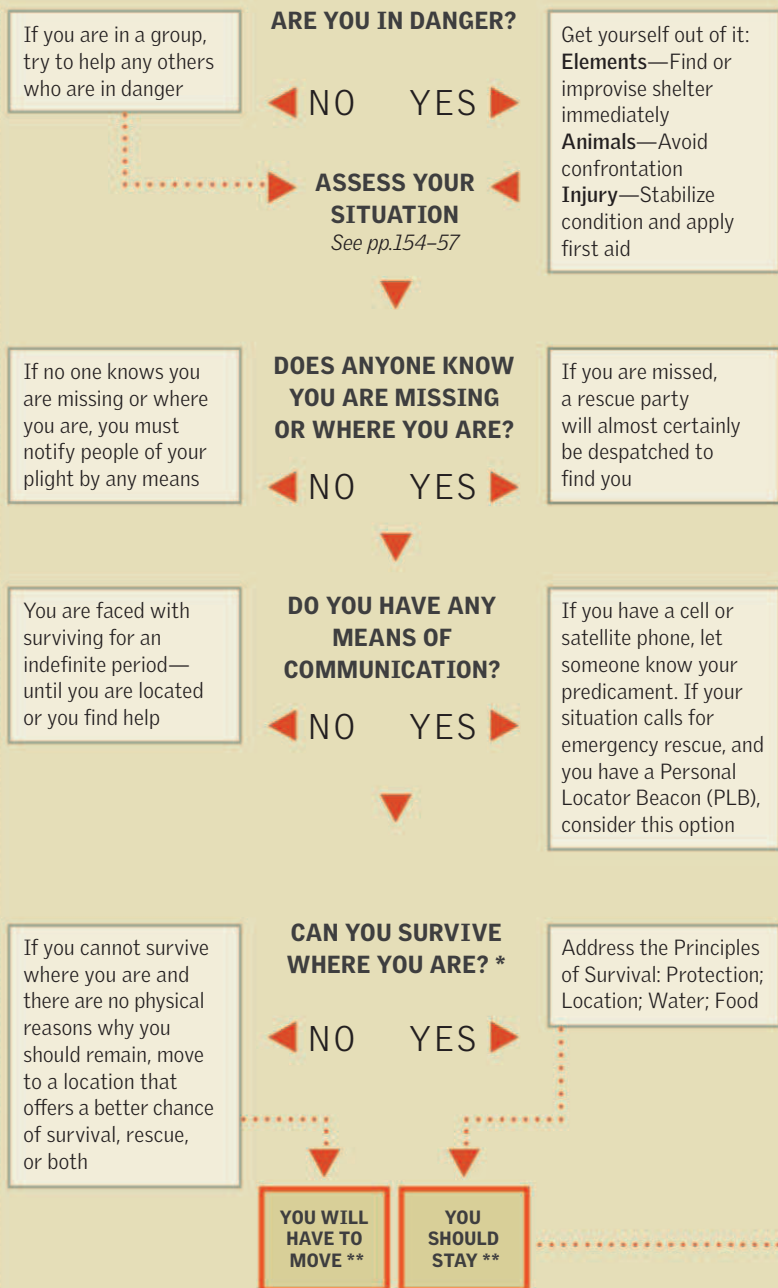 ARE YOU IN DANGER?
If you are in a group,
try to help any others
who are in danger
NO YES
Get yourself out of it:
Elements—Find or
improvise shelter
immediately
Animals—Avoid
confrontation
Injury—Stabilize
condition and apply
first aid
ASSESS YOUR
SITUATION
See pp.154–57
DOES ANYONE KNOW
YOU ARE MISSING
OR WHERE YOU ARE?
If no one knows you
are missing or where
you are, you must
notify people of your
plight by any means
NO YES
If you are missed,
a rescue party
will almost certainly
be despatched to
find you
DO YOU HAVE ANY
MEANS OF
COMMUNICATION?
You are faced with
surviving for an
indefinite period—
until you are located
or you find help
NO YES
If you have a cell or
satellite phone, let
someone know your
predicament. If your
situation calls for
emergency rescue, and
you have a Personal
Locator Beacon (PLB),
consider this option
CAN YOU SURVIVE
WHERE YOU ARE? *
If you cannot survive
where you are and
there are no physical
reasons why you
should remain, move
to a location that
offers a better chance
of survival, rescue,
or both
NO YES
Address the Principles
of Survival: Protection;
Location; Water; Food
YOU WILL
HAVE TO
MOVE **
YOU
SHOULD
STAY **